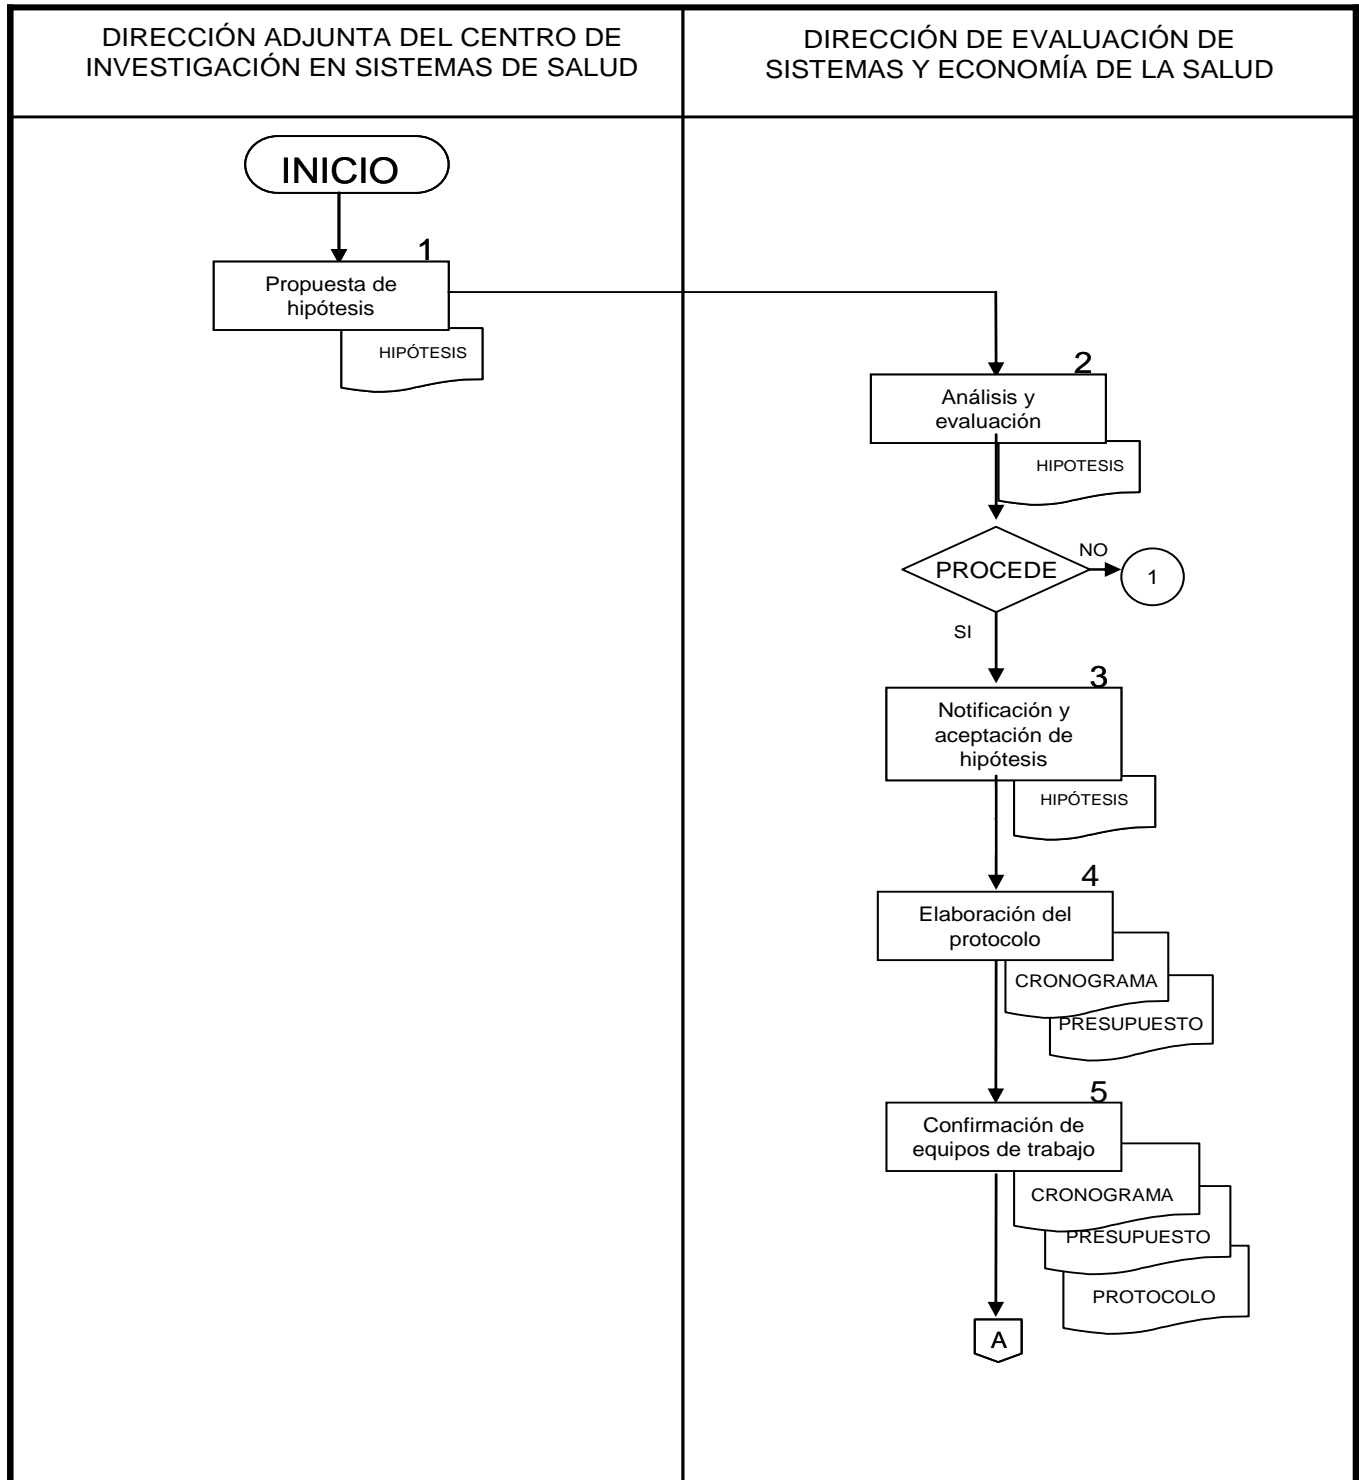 DIRECCIÓN ADJUNTA DEL CENTRO DE
INVESTIGACIÓN EN SISTEMAS DE SALUD
DIRECCIÓN DE EVALUACIÓN DE
SISTEMAS Y ECONOMÍA DE LA SALUD
INICIO
1
Propuesta de
hipótesis
HIPÓTESIS
2
Análisis y
evaluación
HIPOTESIS
PROCEDE
NO
1
SI
3
Notificación y
aceptación de
hipótesis
HIPÓTESIS
4
Elaboración del
protocolo
CRONOGRAMA
PRESUPUESTO
5
Confirmación de
equipos de trabajo
CRONOGRAMA
PRESUPUESTO
PROTOCOLO
A